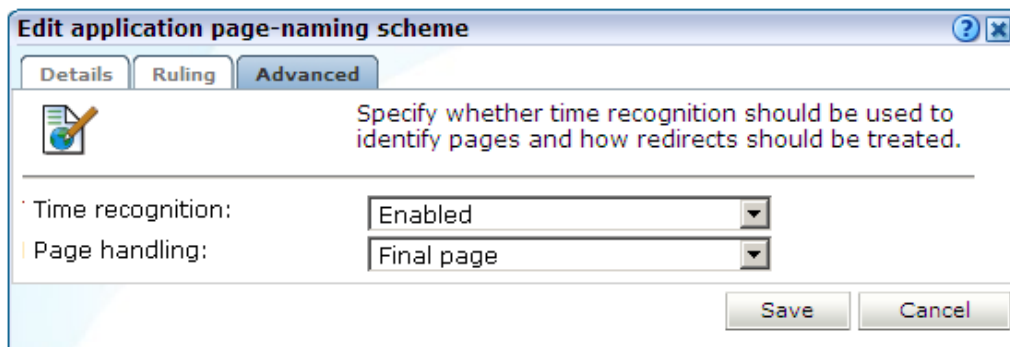 Edit application page-naming scheme ?
Details Ruling Advanced
Specify whether time recognition should be used to
identify pages and how redirects should be treated.
Time recognition: Enabled
Page handling: Final page
Save Cancel